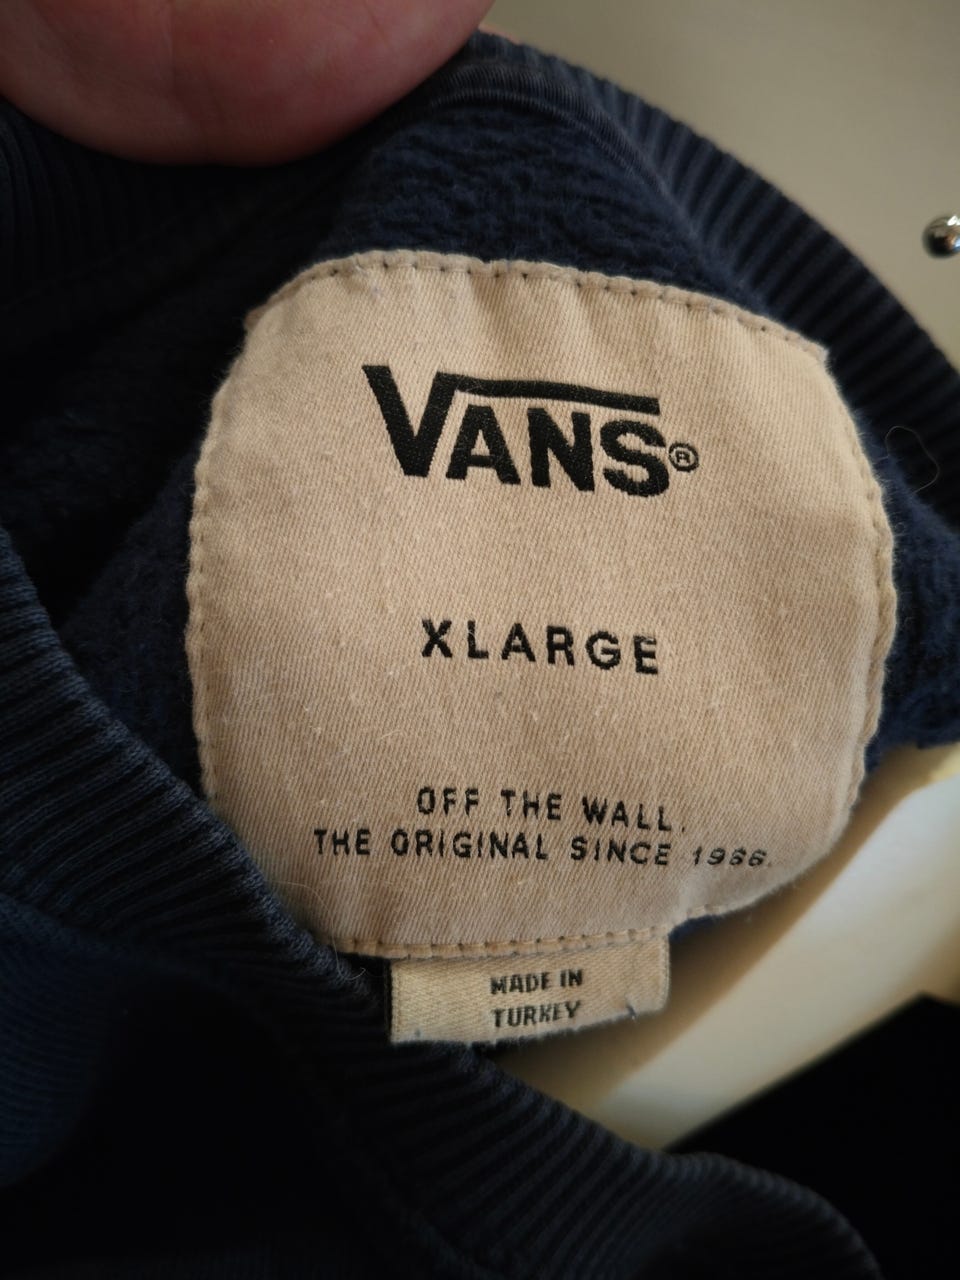 VANS®
XLARGE
OFF THE WALL.
THE ORIGINAL SINCE 1966.
MADE IN
TURKEY